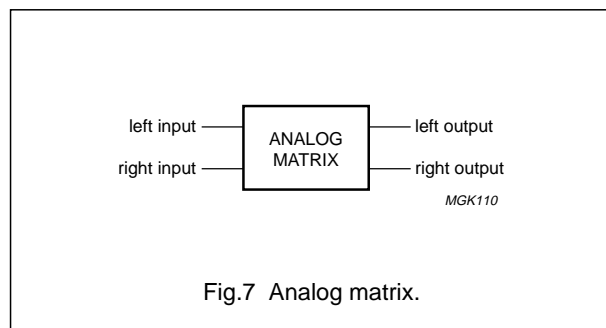 left input
ANALOG
MATRIX
left output
right input
right output
MGK110
Fig.7 Analog matrix.